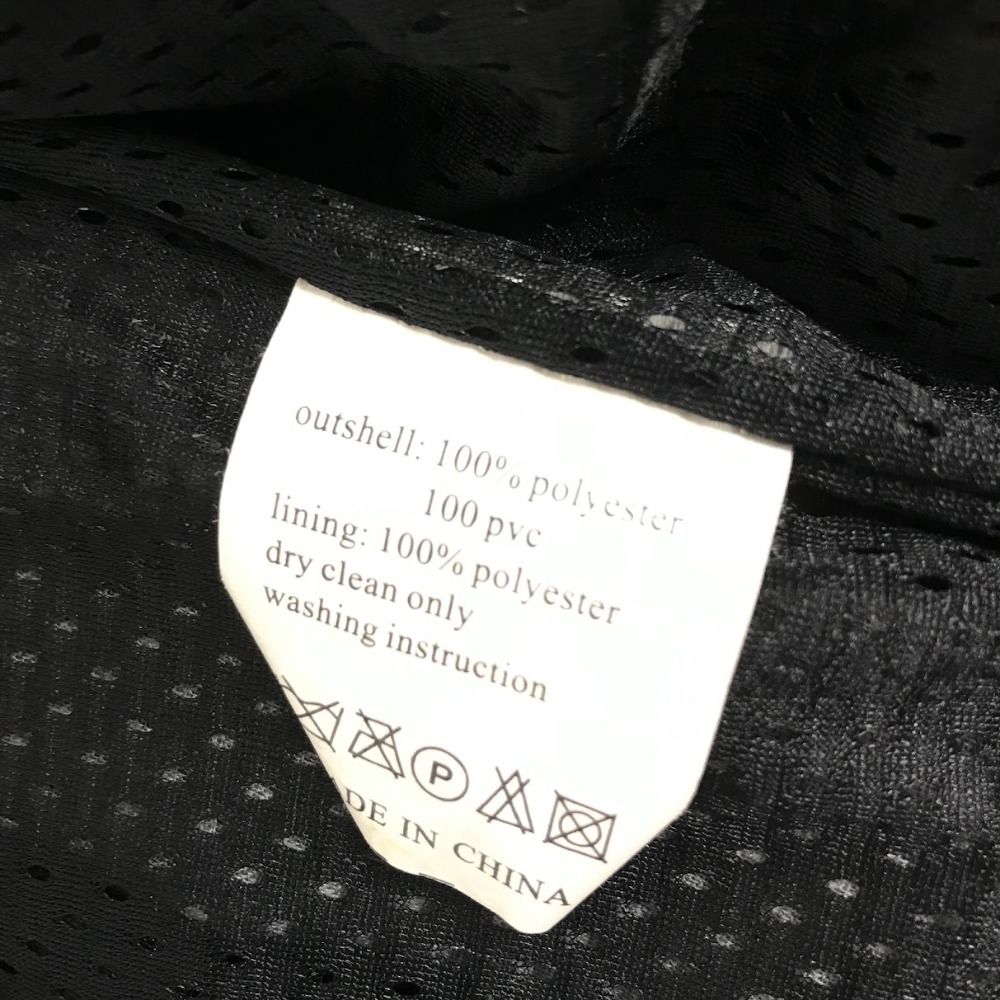 outshell: 100% polyester
100 pvc
lining: 100% polyester
dry clean only
washing instruction
P
DE IN CHINA